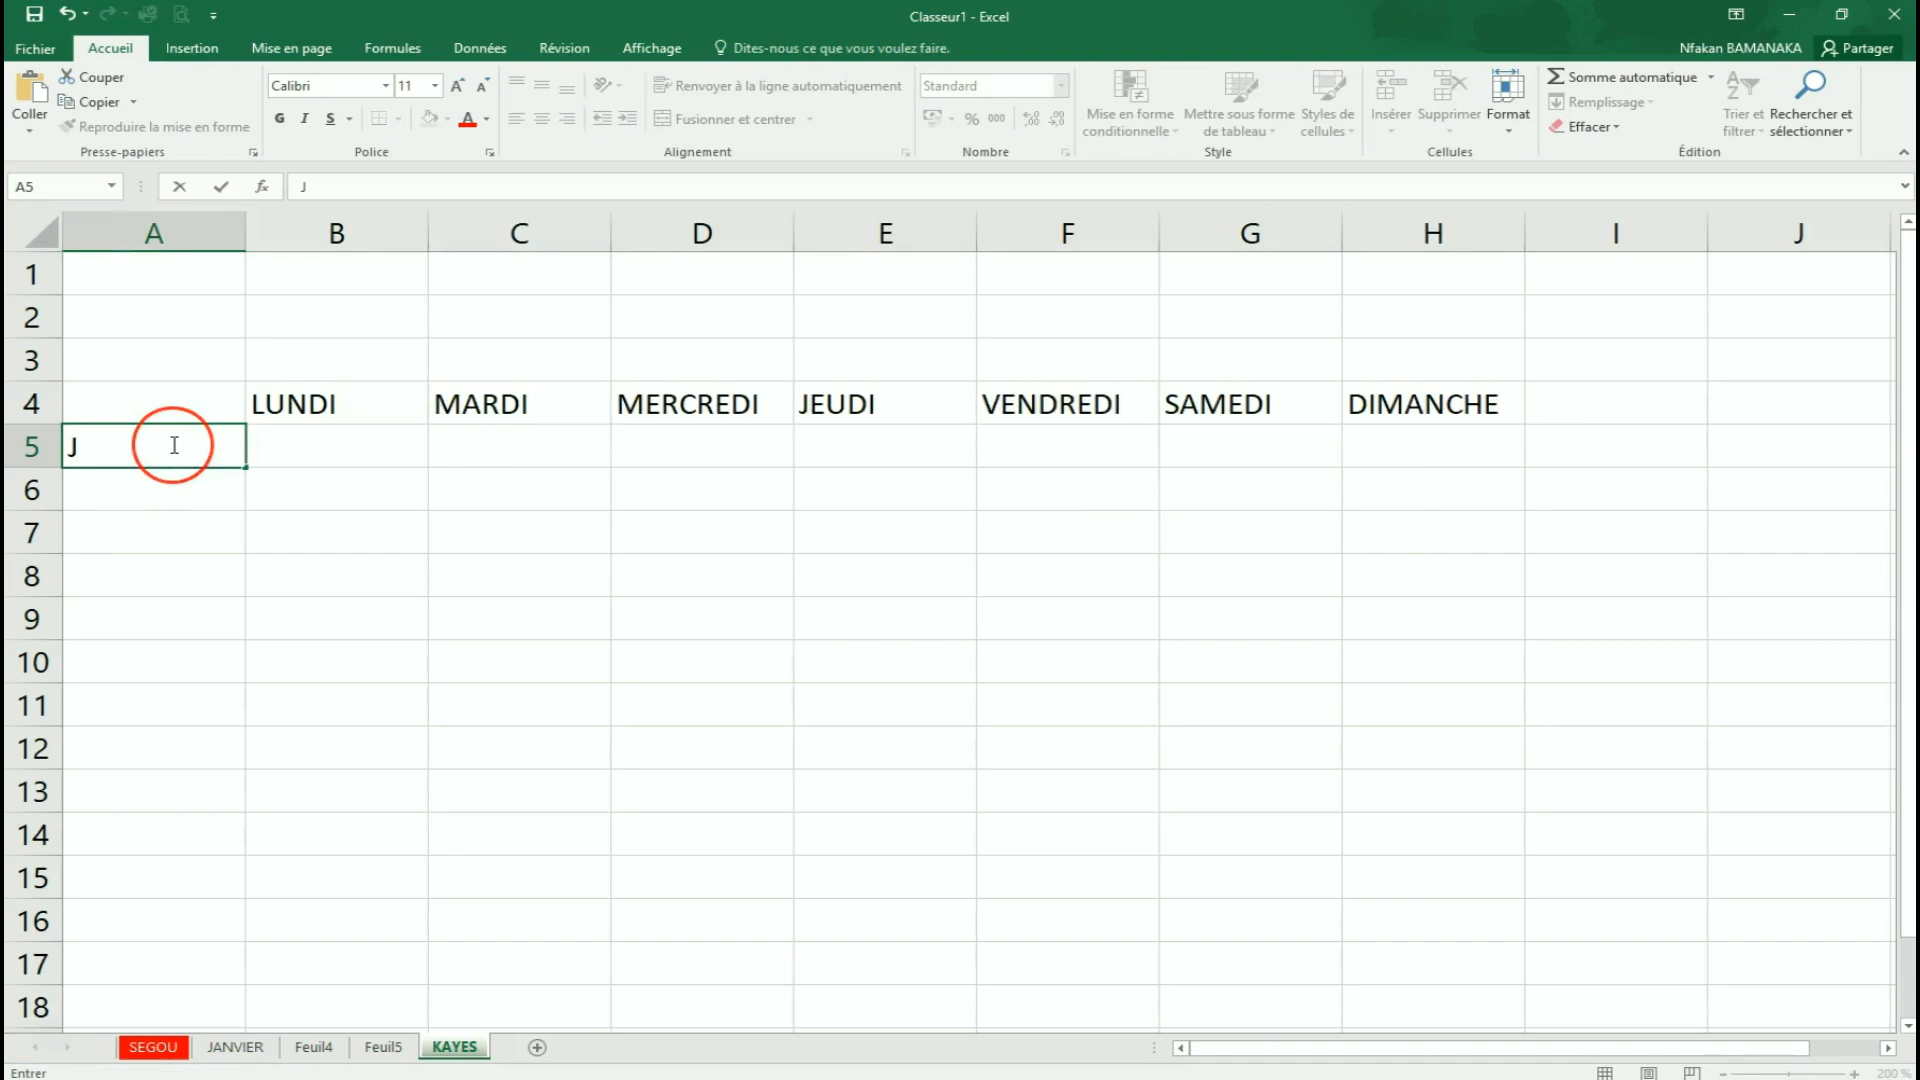 Classeur1 - Excel
Fichier Accueil Insertion Mise en page Formules Données Révision Affichage Dites-nous ce que vous voulez faire. Nfakan BAMANAKA Partager
Coller
Couper
Copier
Reproduire la mise en forme
Presse-papiers
Calibri 11
G I S
Police
Renvoyer à la ligne automatiquement
Fusionner et centrer
Alignement
Standard
% 000
Nombre
Mise en forme conditionnelle
Mettre sous forme de tableau
Styles de cellules
Style
Insérer Supprimer Format
Cellules
Somme automatique
Remplissage
Effacer
Trier et filtrer
Rechercher et sélectionner
Édition
A5 fx J
A B C D E F G H I J
1
2
3
4 LUNDI MARDI MERCREDI JEUDI VENDREDI SAMEDI DIMANCHE
5 J
6
7
8
9
10
11
12
13
14
15
16
17
18
SEGOU JANVIER Feuil4 Feuil5 KAYES
Entrer 200 %